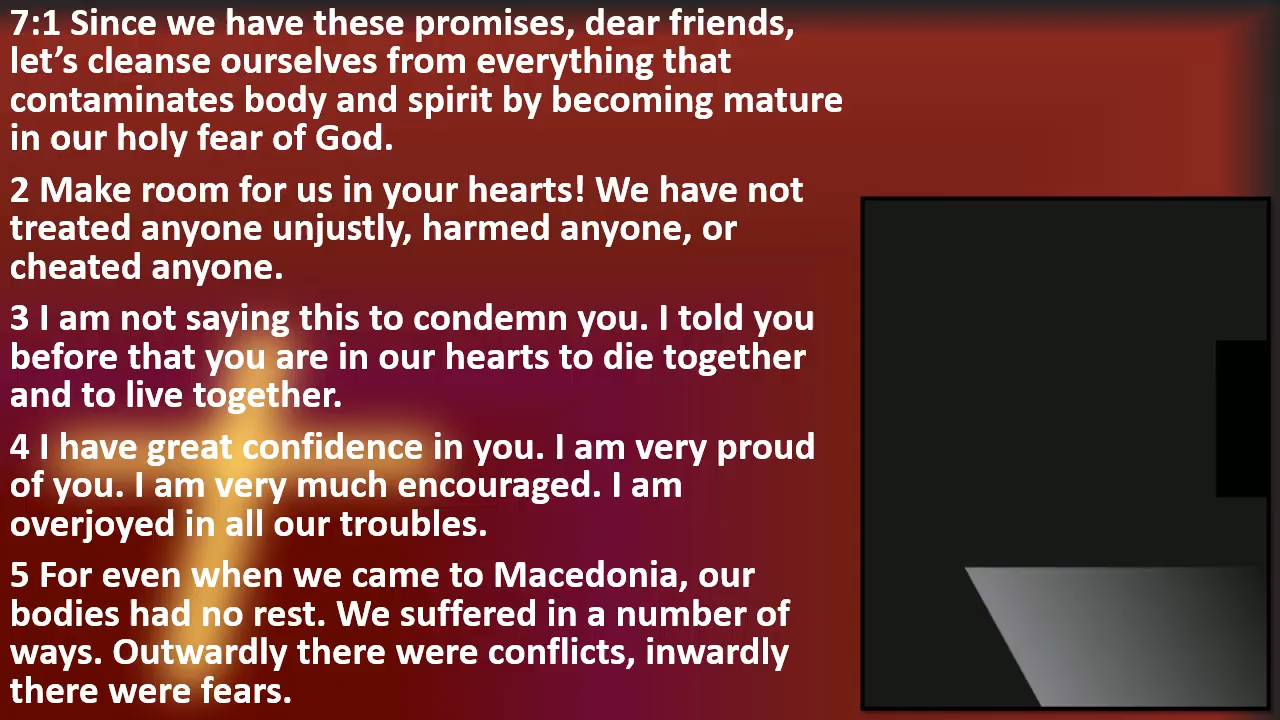 7:1 Since we have these promises, dear friends,
let’s cleanse ourselves from everything that
contaminates body and spirit by becoming mature
in our holy fear of God.
2 Make room for us in your hearts! We have not
treated anyone unjustly, harmed anyone, or
cheated anyone.
3 I am not saying this to condemn you. I told you
before that you are in our hearts to die together
and to live together.
4 I have great confidence in you. I am very proud
of you. I am very much encouraged. I am
overjoyed in all our troubles.
5 For even when we came to Macedonia, our
bodies had no rest. We suffered in a number of
ways. Outwardly there were conflicts, inwardly
there were fears.